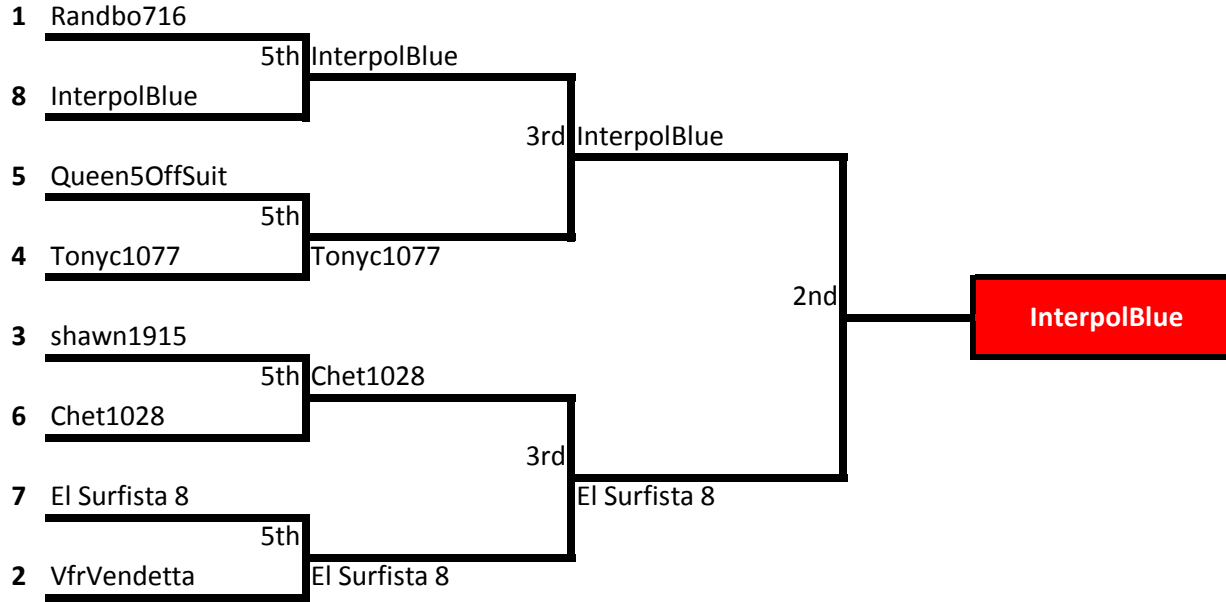 1 Randbo716
5th InterpolBlue
8 InterpolBlue
3rd InterpolBlue
5 Queen5OffSuit
5th
4 Tonyc1077 Tonyc1077
2nd
InterpolBlue
3 shawn1915
5th Chet1028
6 Chet1028
3rd
7 El Surfista 8 El Surfista 8
5th
2 VfrVendetta El Surfista 8